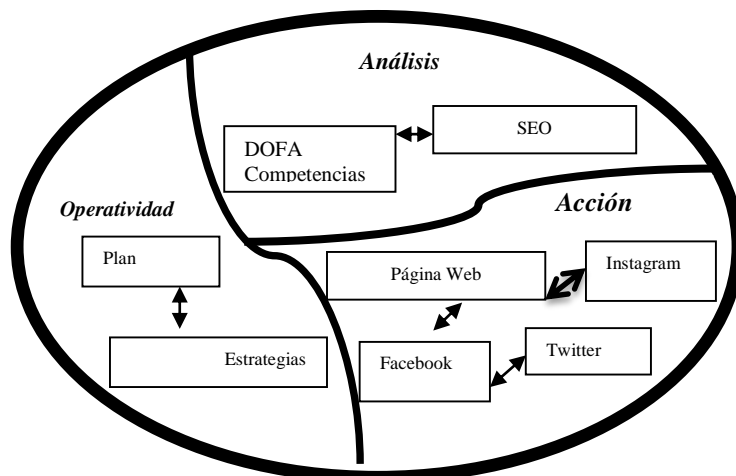 Análisis
SEO
DOFA
Competencias
Operatividad
Plan
Estrategias
Acción
Página Web
Instagram
Facebook
Twitter